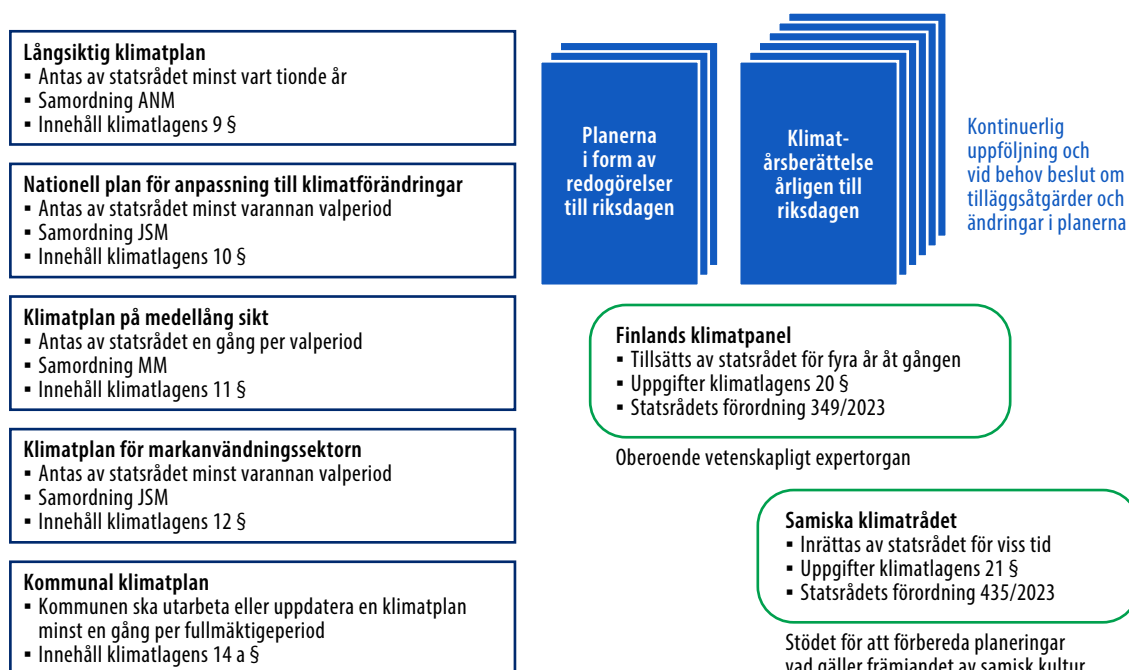 Långsiktig klimatplan
▪ Antas av statsrådet minst vart tionde år
▪ Samordning ANM
▪ Innehåll klimatlagens 9 §
Nationell plan för anpassning till klimatförändringar
▪ Antas av statsrådet minst varannan valperiod
▪ Samordning JSM
▪ Innehåll klimatlagens 10 §
Klimatplan på medellång sikt
▪ Antas av statsrådet en gång per valperiod
▪ Samordning MM
▪ Innehåll klimatlagens 11 §
Klimatplan för markanvändningssektorn
▪ Antas av statsrådet minst varannan valperiod
▪ Samordning JSM
▪ Innehåll klimatlagens 12 §
Kommunal klimatplan
▪ Kommunen ska utarbeta eller uppdatera en klimatplan
minst en gång per fullmäktigeperiod
▪ Innehåll klimatlagens 14 a §
Planerna
i form av
redogörelser
till riksdagen
Klimat-
årsberättelse
årligen till
riksdagen
Kontinuerlig
uppföljning och
vid behov beslut om
tilläggsåtgärder och
ändringar i planerna
Finlands klimatpanel
▪ Tillsätts av statsrådet för fyra år åt gången
▪ Uppgifter klimatlagens 20 §
▪ Statsrådets förordning 349/2023
Oberoende vetenskapligt expertorgan
Samiska klimatrådet
▪ Inrättas av statsrådet för viss tid
▪ Uppgifter klimatlagens 21 §
▪ Statsrådets förordning 435/2023
Stödet för att förbereda planeringar
vad gäller främjandet av samisk kultur